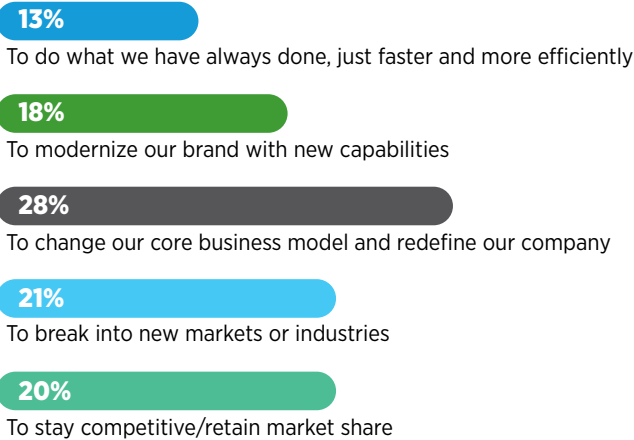 13%
To do what we have always done, just faster and more efficiently
18%
To modernize our brand with new capabilities
28%
To change our core business model and redefine our company
21%
To break into new markets or industries
20%
To stay competitive/retain market share